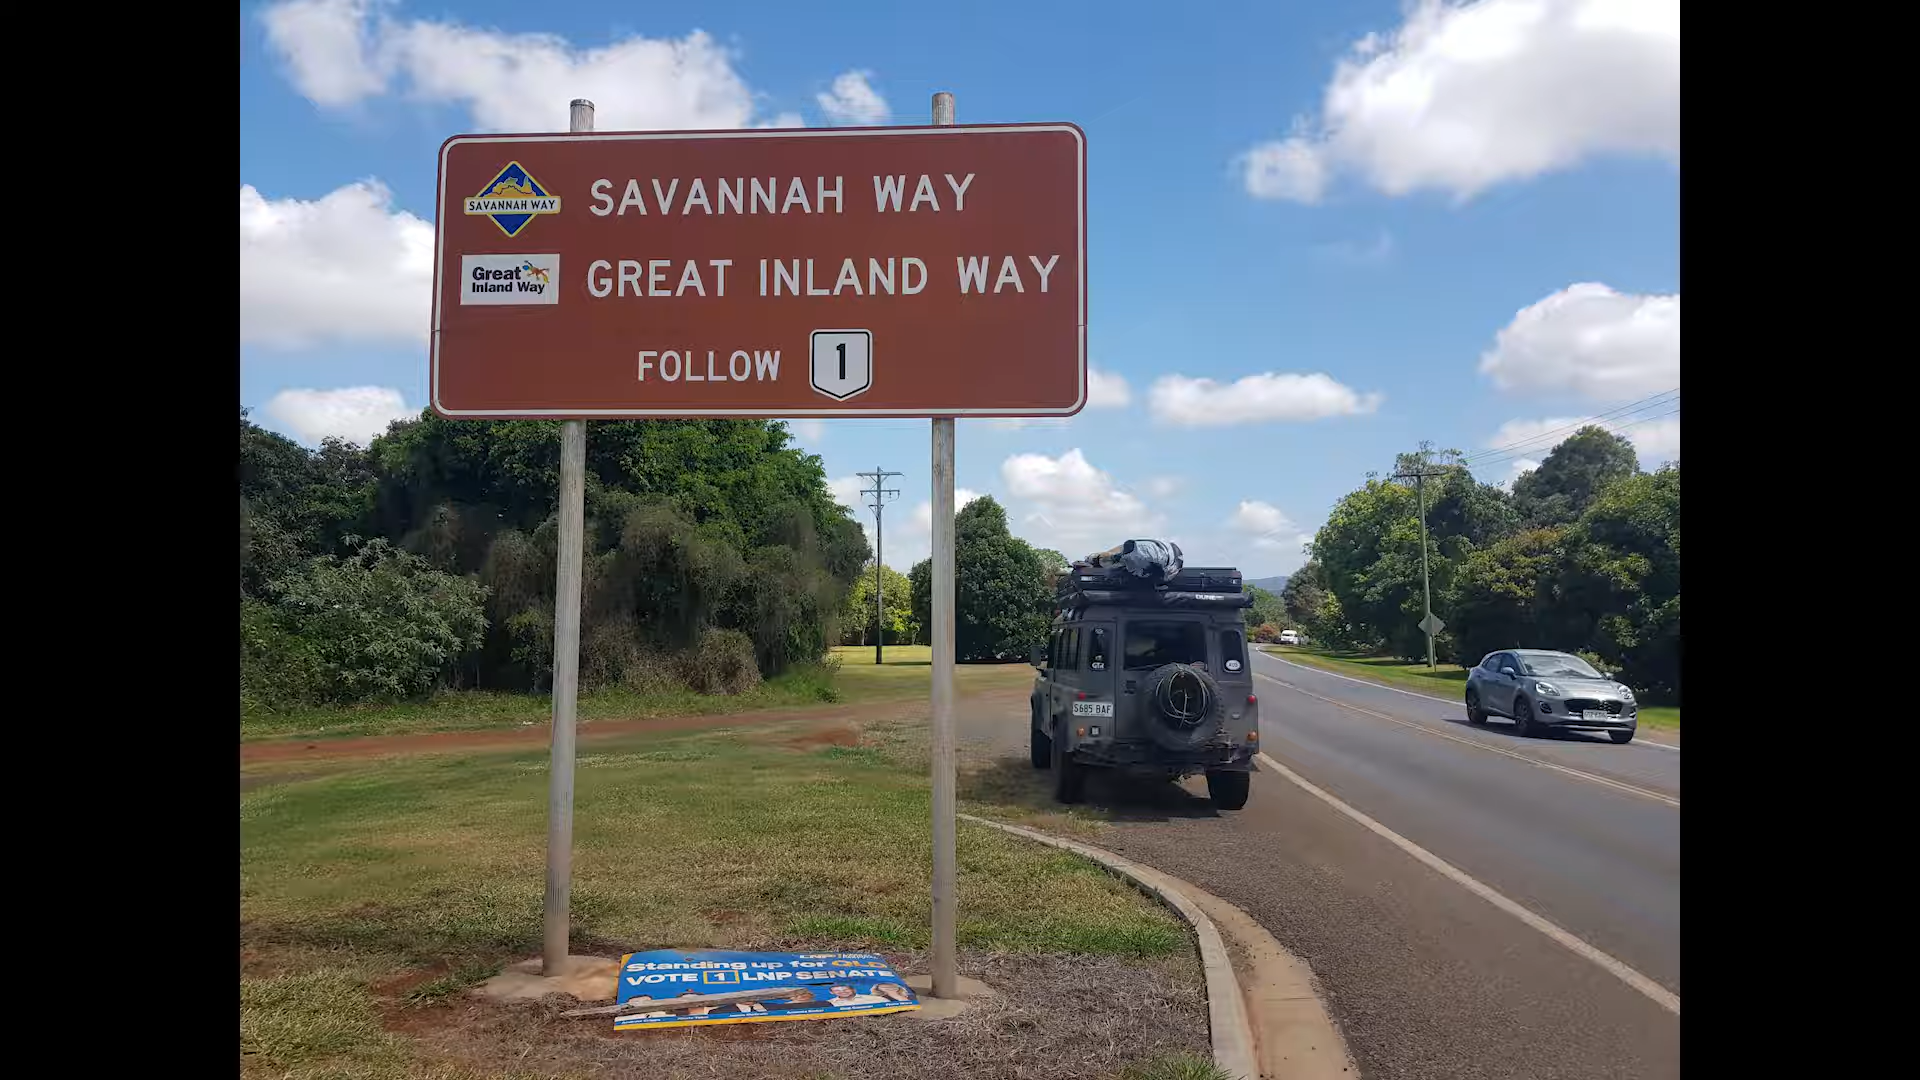 SAVANNAH WAY
SAVANNAH WAY
Great
Inland Way
GREAT INLAND WAY
FOLLOW 1
DUNE
S685 BAF
Standing up for QLD
VOTE 1 LNP SENATE